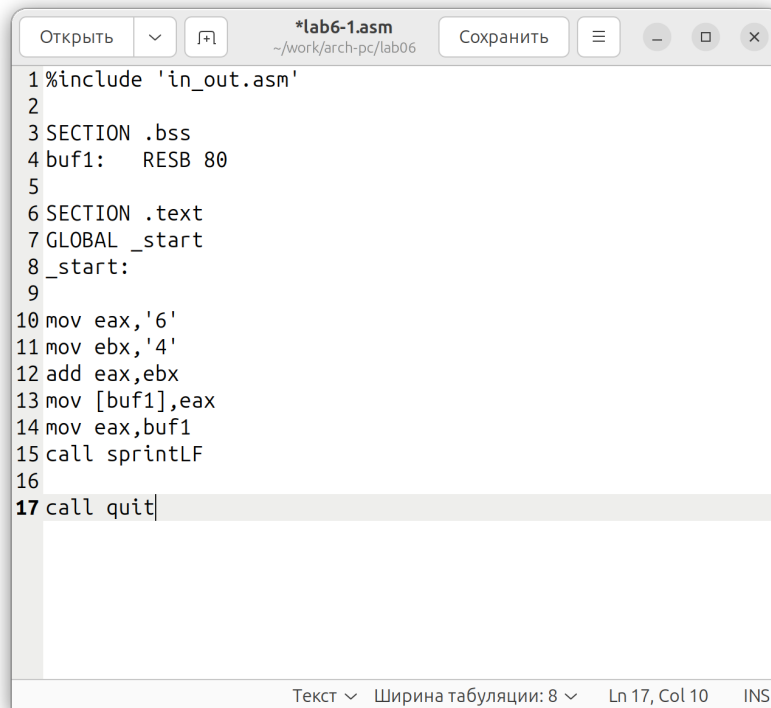 Открыть
*lab6-1.asm
~/work/arch-pc/lab06
Сохранить
1 %include 'in_out.asm'
2
3 SECTION .bss
4 buf1:   RESB 80
5
6 SECTION .text
7 GLOBAL _start
8 _start:
9
10 mov eax,'6'
11 mov ebx,'4'
12 add eax,ebx
13 mov [buf1],eax
14 mov eax,buf1
15 call sprintLF
16
17 call quit
Текст Ширина табуляции: 8 Ln 17, Col 10 INS